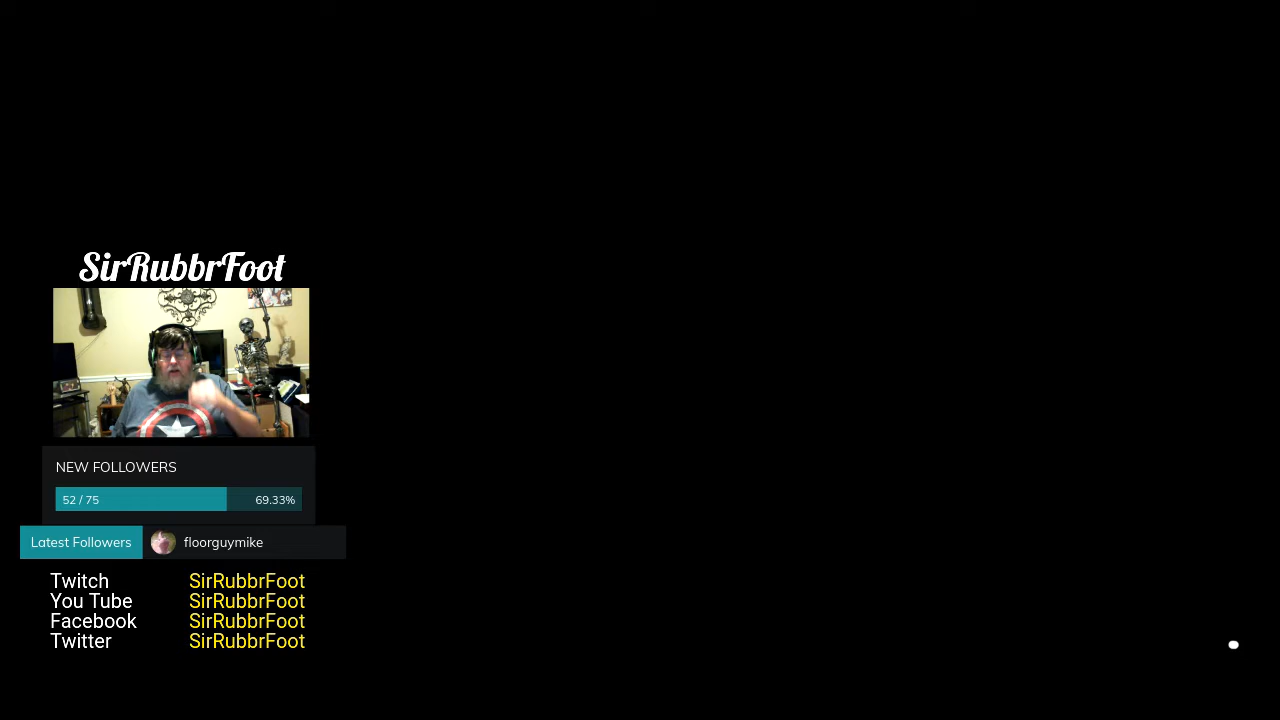 SirRubbrFoot
NEW FOLLOWERS
52 / 75 69.33%
Latest Followers floorguymike
Twitch SirRubbrFoot
You Tube SirRubbrFoot
Facebook SirRubbrFoot
Twitter SirRubbrFoot